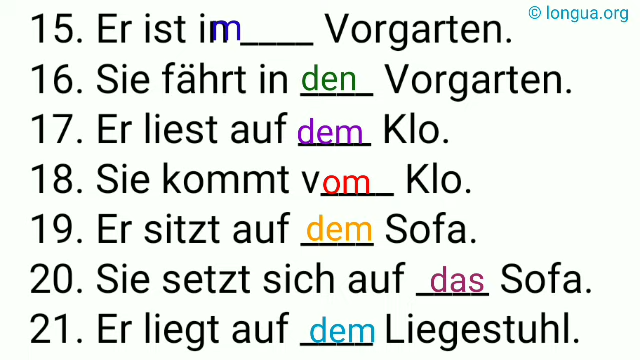 © longua.org
15. Er ist im ____ Vorgarten.
16. Sie fährt in den Vorgarten.
17. Er liest auf dem Klo.
18. Sie kommt vom Klo.
19. Er sitzt auf dem Sofa.
20. Sie setzt sich auf das Sofa.
21. Er liegt auf dem Liegestuhl.